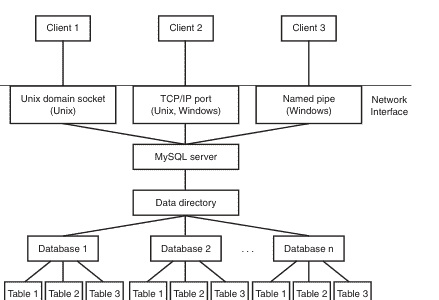 Client 1 Client 2 Client 3
Unix domain socket TCP/IP port Named pipe Network
(Unix) (Unix, Windows) (Windows) Interface
MySQL server
Data directory
Database 1 Database 2 ... Database n
Table 1 Table 2 Table 3 Table 1 Table 2 Table 3 Table 1 Table 2 Table 3